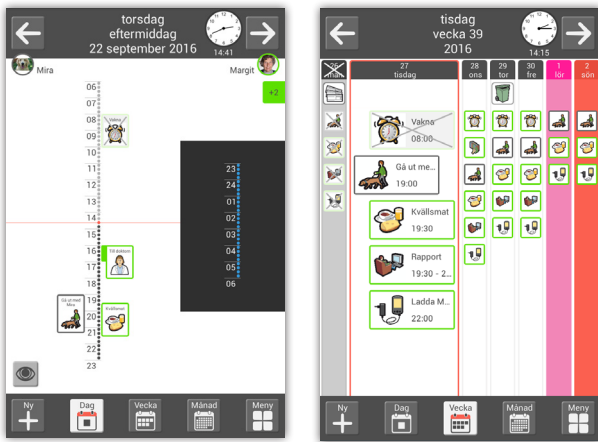 torsdag
eftermiddag
22 september 2016
14:41
Mira
Margit
+2
06
07
08
09
10
11
12
13
14
15
16
17
18
19
20
21
22
23
Vakna
Till doktorn
Gå ut med
Mira
Kvällsmat
23
24
01
02
03
04
05
06
Ny
Dag
Vecka
Månad
Meny
tisdag
vecka 39
2016
14:15
26
mån
27
tisdag
28
ons
29
tor
30
fre
1
lör
2
sön
Vakna
08:00
Gå ut me...
19:00
Kvällsmat
19:30
Rapport
19:30 - 2...
Ladda M...
22:00
Ny
Dag
Vecka
Månad
Meny